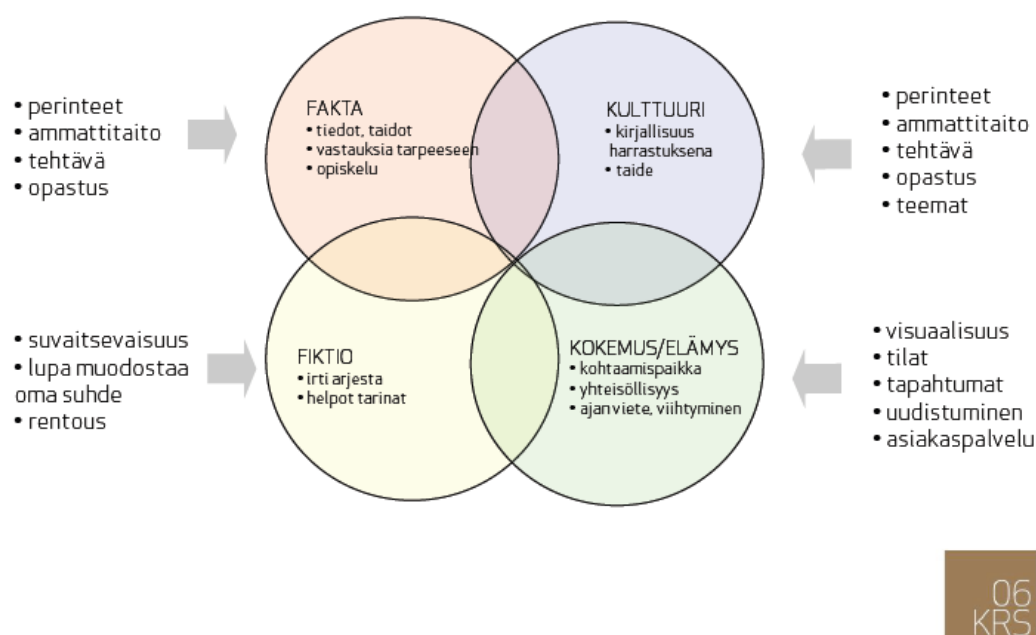 • perinteet
• ammattitaito
• tehtävä
• opastus
FAKTA
• tiedot, taidot
• vastauksia tarpeeseen
• opiskelu
KULTTUURI
• kirjallisuus
harrastuksena
• taide
• perinteet
• ammattitaito
• tehtävä
• opastus
• teemat
• suvaitsevaisuus
• lupa muodostaa
oma suhde
• rentous
FIKTIO
• irti arjesta
• helpot tarinat
KOKEMUS/ELÄMYS
• kohtaamispaikka
• yhteisöllisyys
• ajanviete, viihtyminen
• visuaalisuus
• tilat
• tapahtumat
• uudistuminen
• asiakaspalvelu
06
KRS